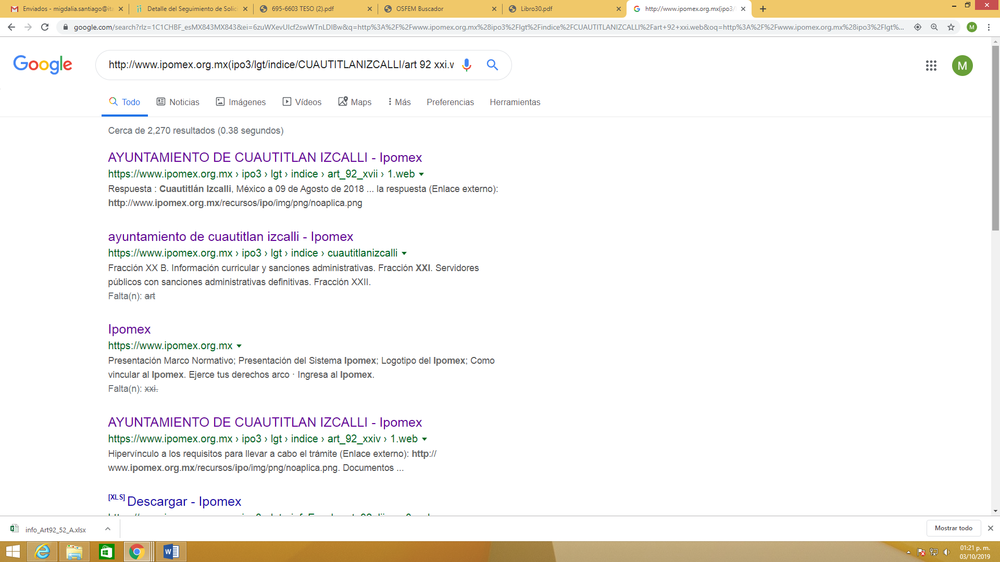 Enviados - migdalia.santiago@ita
Detalle del Seguimiento de Solici
695-6603 TESO (2).pdf
OSFEM Buscador
Libro30.pdf
http://www.ipomex.org.mx(ipo3/
google.com/search?rlz=1C1CHBF_esMX843MX843&ei=6zuWXevUIcf2swWTnLDIBw&q=http%3A%2F%2Fwww.ipomex.org.mx%28ipo3%2Flgt%2Findice%2FCUAUTITLANIZCALLI%2Fart+92+xxi.web&oq=http%3A%2F%2Fwww.ipomex.org.mx%28ipo3%2Flgt%...
M
Google
http://www.ipomex.org.mx(ipo3/lgt/indice/CUAUTITLANIZCALLI/art 92 xxi.w
M
Todo Noticias Imágenes Vídeos Maps Más Preferencias Herramientas
Cerca de 2,270 resultados (0.38 segundos)
AYUNTAMIENTO DE CUAUTITLAN IZCALLI - Ipomex
https://www.ipomex.org.mx › ipo3 › lgt › indice › art_92_xvii › 1.web
Respuesta : Cuautitlán Izcalli, México a 09 de Agosto de 2018 ... la respuesta (Enlace externo):
http://www.ipomex.org.mx/recursos/ipo/img/png/noaplica.png
ayuntamiento de cuautitlan izcalli - Ipomex
https://www.ipomex.org.mx › ipo3 › lgt › indice › cuautitlanizcalli
Fracción XX B. Información curricular y sanciones administrativas. Fracción XXI. Servidores
públicos con sanciones administrativas definitivas. Fracción XXII.
Falta(n): art
Ipomex
https://www.ipomex.org.mx
Presentación Marco Normativo; Presentación del Sistema Ipomex; Logotipo del Ipomex; Como
vincular al Ipomex. Ejerce tus derechos arco · Ingresa al Ipomex.
Falta(n): xxi.
AYUNTAMIENTO DE CUAUTITLAN IZCALLI - Ipomex
https://www.ipomex.org.mx › ipo3 › lgt › indice › art_92_xxiv › 1.web
Hipervínculo a los requisitos para llevar a cabo el trámite (Enlace externo): http://
www.ipomex.org.mx/recursos/ipo/img/png/noaplica.png. Documentos ...
[XLS] Descargar - Ipomex
info_Art92_52_A.xlsx
Mostrar todo
01:21 p. m.
03/10/2019